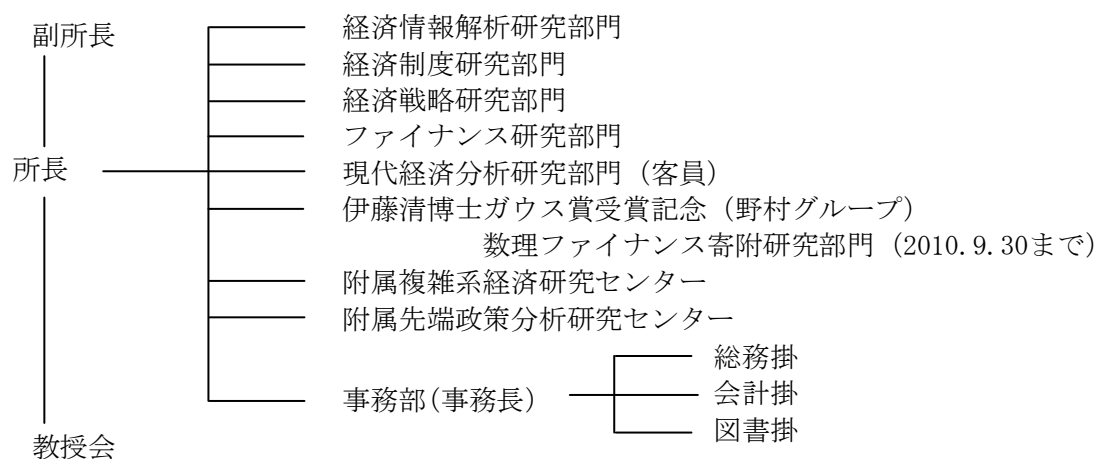 副所長
経済情報解析研究部門
経済制度研究部門
経済戦略研究部門
ファイナンス研究部門
所長
現代経済分析研究部門（客員）
伊藤清博士ガウス賞受賞記念（野村グループ）
数理ファイナンス寄附研究部門（2010.9.30まで）
附属複雑系経済研究センター
附属先端政策分析研究センター
事務部(事務長)
総務掛
会計掛
図書掛
教授会